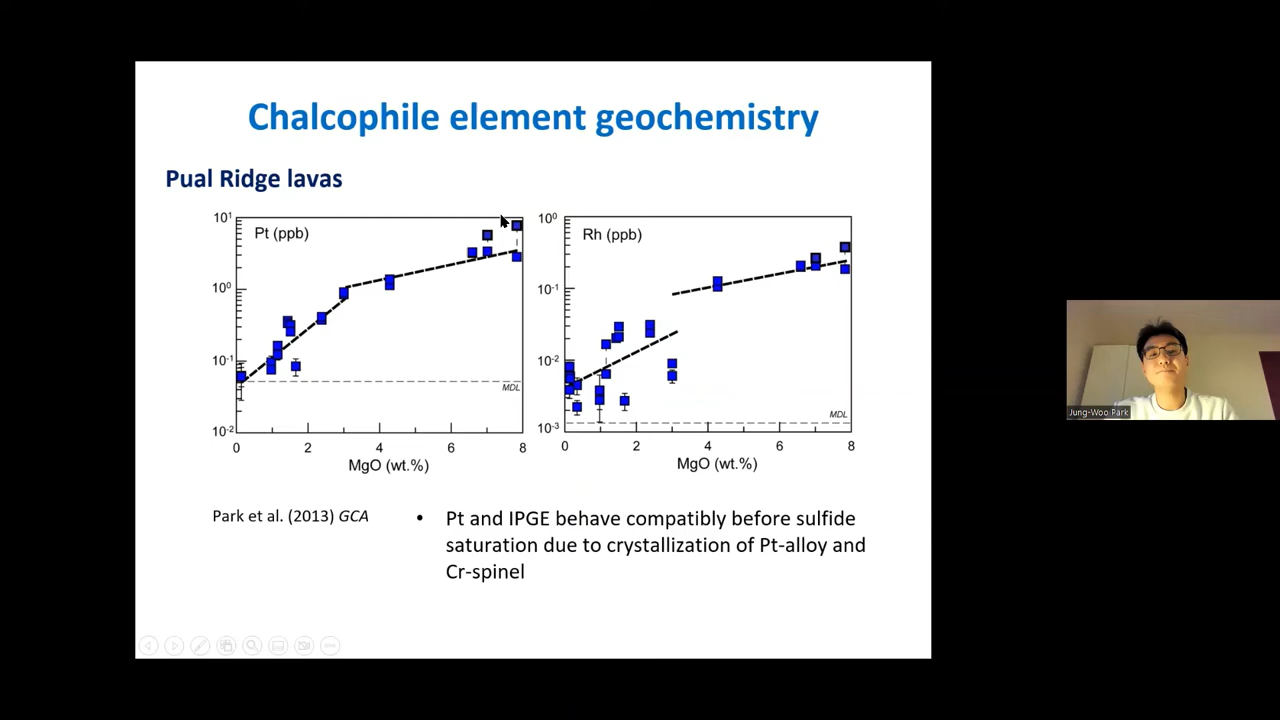 Chalcophile element geochemistry
Pual Ridge lavas
10¹
Pt (ppb)
10⁰
10⁻¹
MDL
10⁻²
0 2 4 6 8
MgO (wt.%)
10⁰
Rh (ppb)
10⁻¹
10⁻²
MDL
10⁻³
0 2 4 6 8
MgO (wt.%)
Park et al. (2013) GCA
• Pt and IPGE behave compatibly before sulfide
saturation due to crystallization of Pt-alloy and
Cr-spinel
Jung-Woo Park